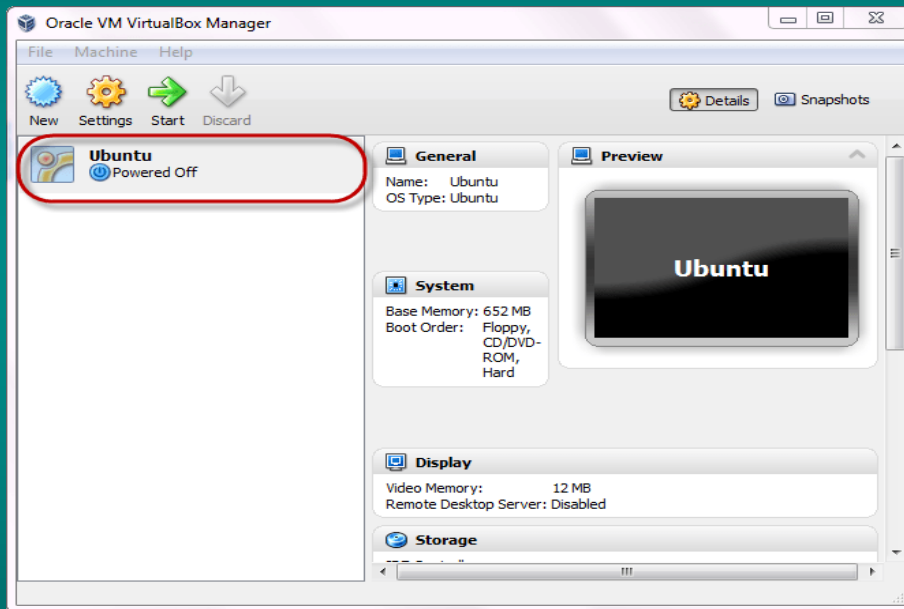 Oracle VM VirtualBox Manager
File Machine Help
New Settings Start Discard
Details Snapshots
Ubuntu
Powered Off
General
Name: Ubuntu
OS Type: Ubuntu
System
Base Memory: 652 MB
Boot Order: Floppy,
CD/DVD-
ROM,
Hard
Preview
Ubuntu
Display
Video Memory: 12 MB
Remote Desktop Server: Disabled
Storage